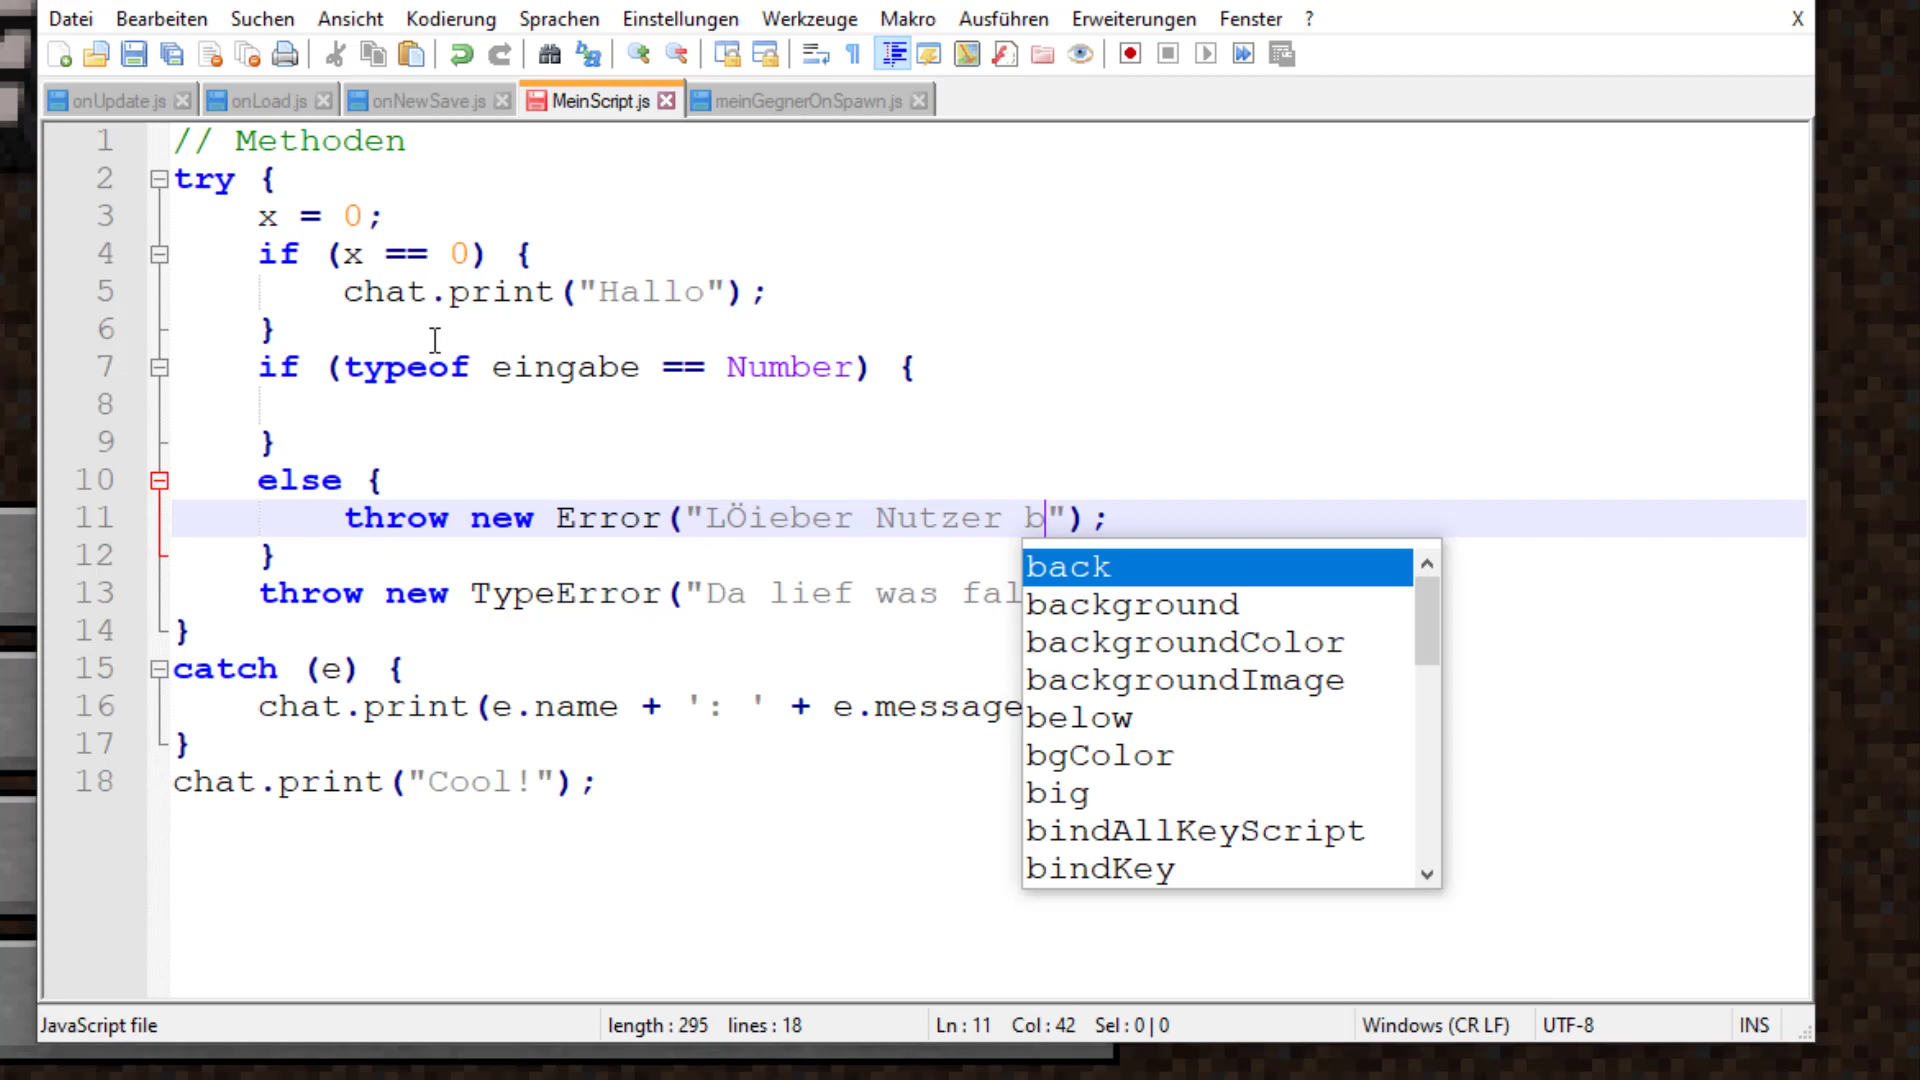 Datei Bearbeiten Suchen Ansicht Kodierung Sprachen Einstellungen Werkzeuge Makro Ausführen Erweiterungen Fenster ? X
onUpdate.js onLoad.js onNewSave.js MeinScript.js meinGegnerOnSpawn.js
1 // Methoden
2 try {
3 x = 0;
4 if (x == 0) {
5 chat.print("Hallo");
6 }
7 if (typeof eingabe == Number) {
8
9 }
10 else {
11 throw new Error("LÖieber Nutzer b");
12 }
13 throw new TypeError("Da lief was fal
14 }
15 catch (e) {
16 chat.print(e.name + ': ' + e.message
17 }
18 chat.print("Cool!");
back
background
backgroundColor
backgroundImage
below
bgColor
big
bindAllKeyScript
bindKey
JavaScript file length : 295 lines : 18 Ln : 11 Col : 42 Sel : 0 | 0 Windows (CR LF) UTF-8 INS